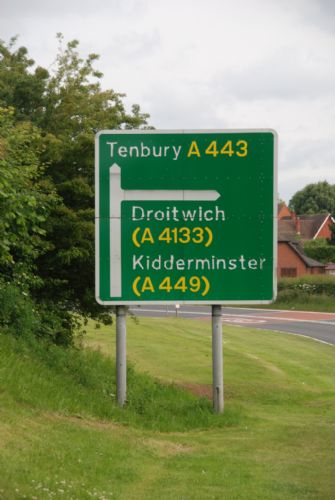 Tenbury A 443
Droitwich
(A 4133)
Kidderminster
(A 449)